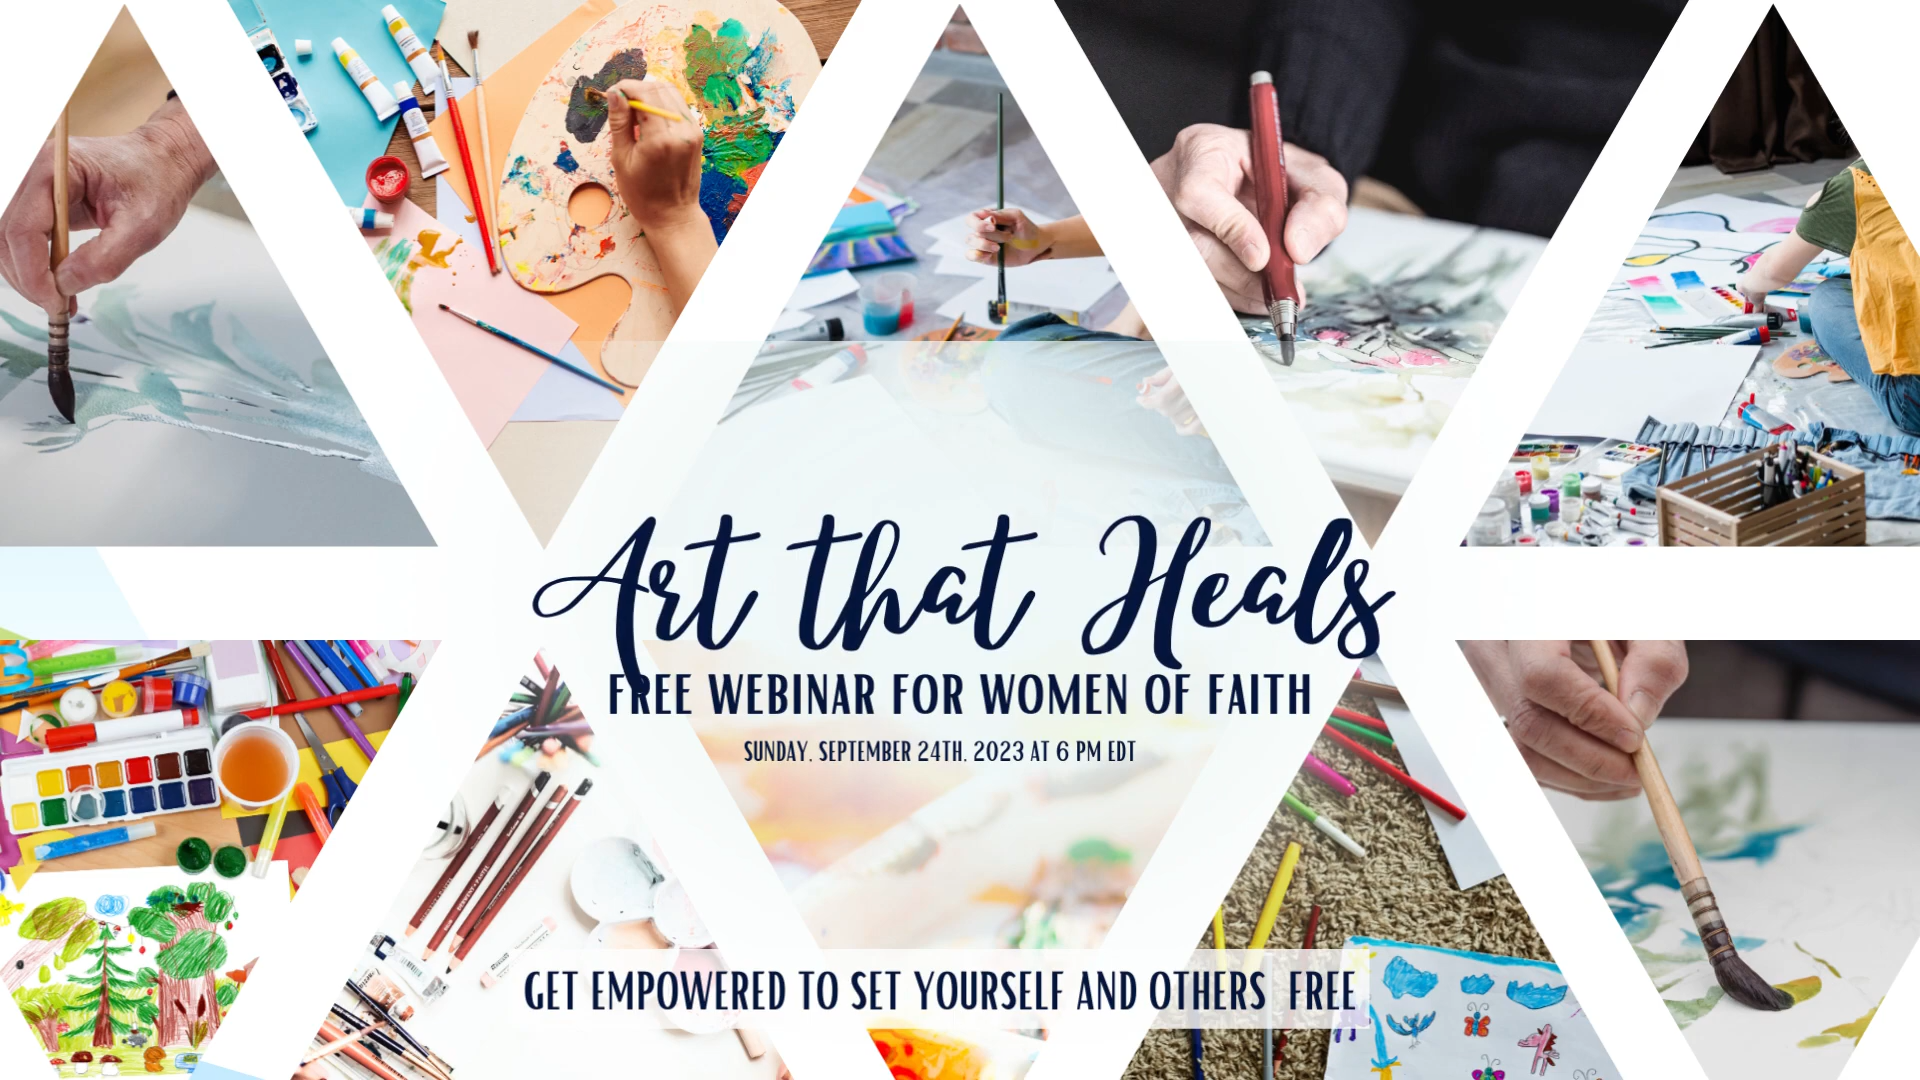 Art that Heals
FREE WEBINAR FOR WOMEN OF FAITH
SUNDAY, SEPTEMBER 24TH, 2023 AT 6 PM EDT
GET EMPOWERED TO SET YOURSELF AND OTHERS FREE